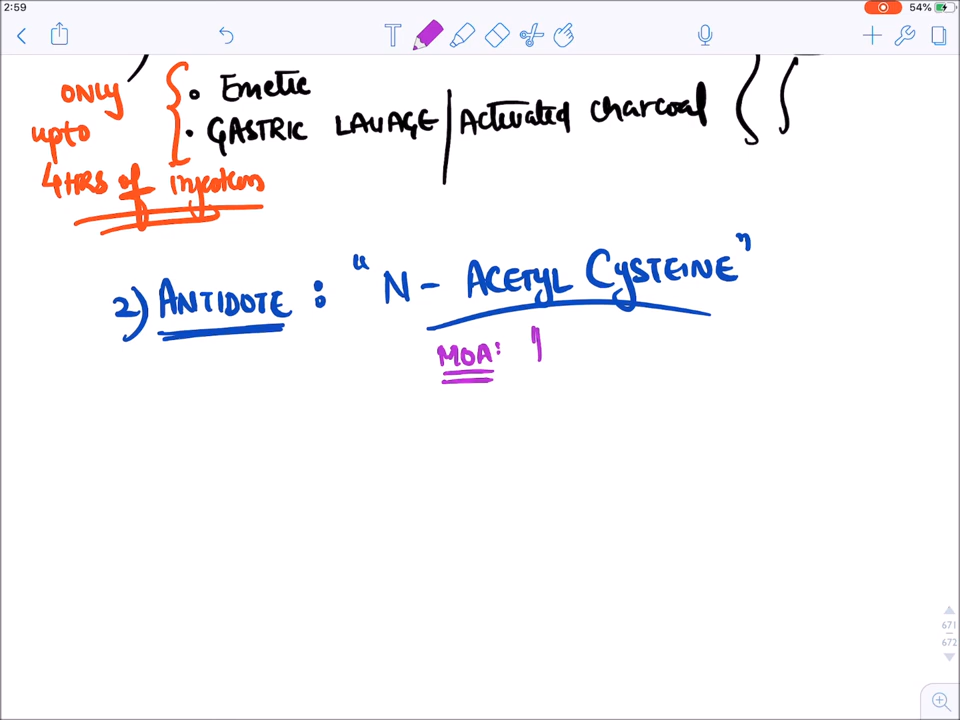 2:59
54%
T
only
upto
4HRS of
• Emetic
• GASTRIC LAVAGE | Activated charcoal
2) ANTIDOTE : "N- ACETYL CYSTEINE"
MOA:
671
672